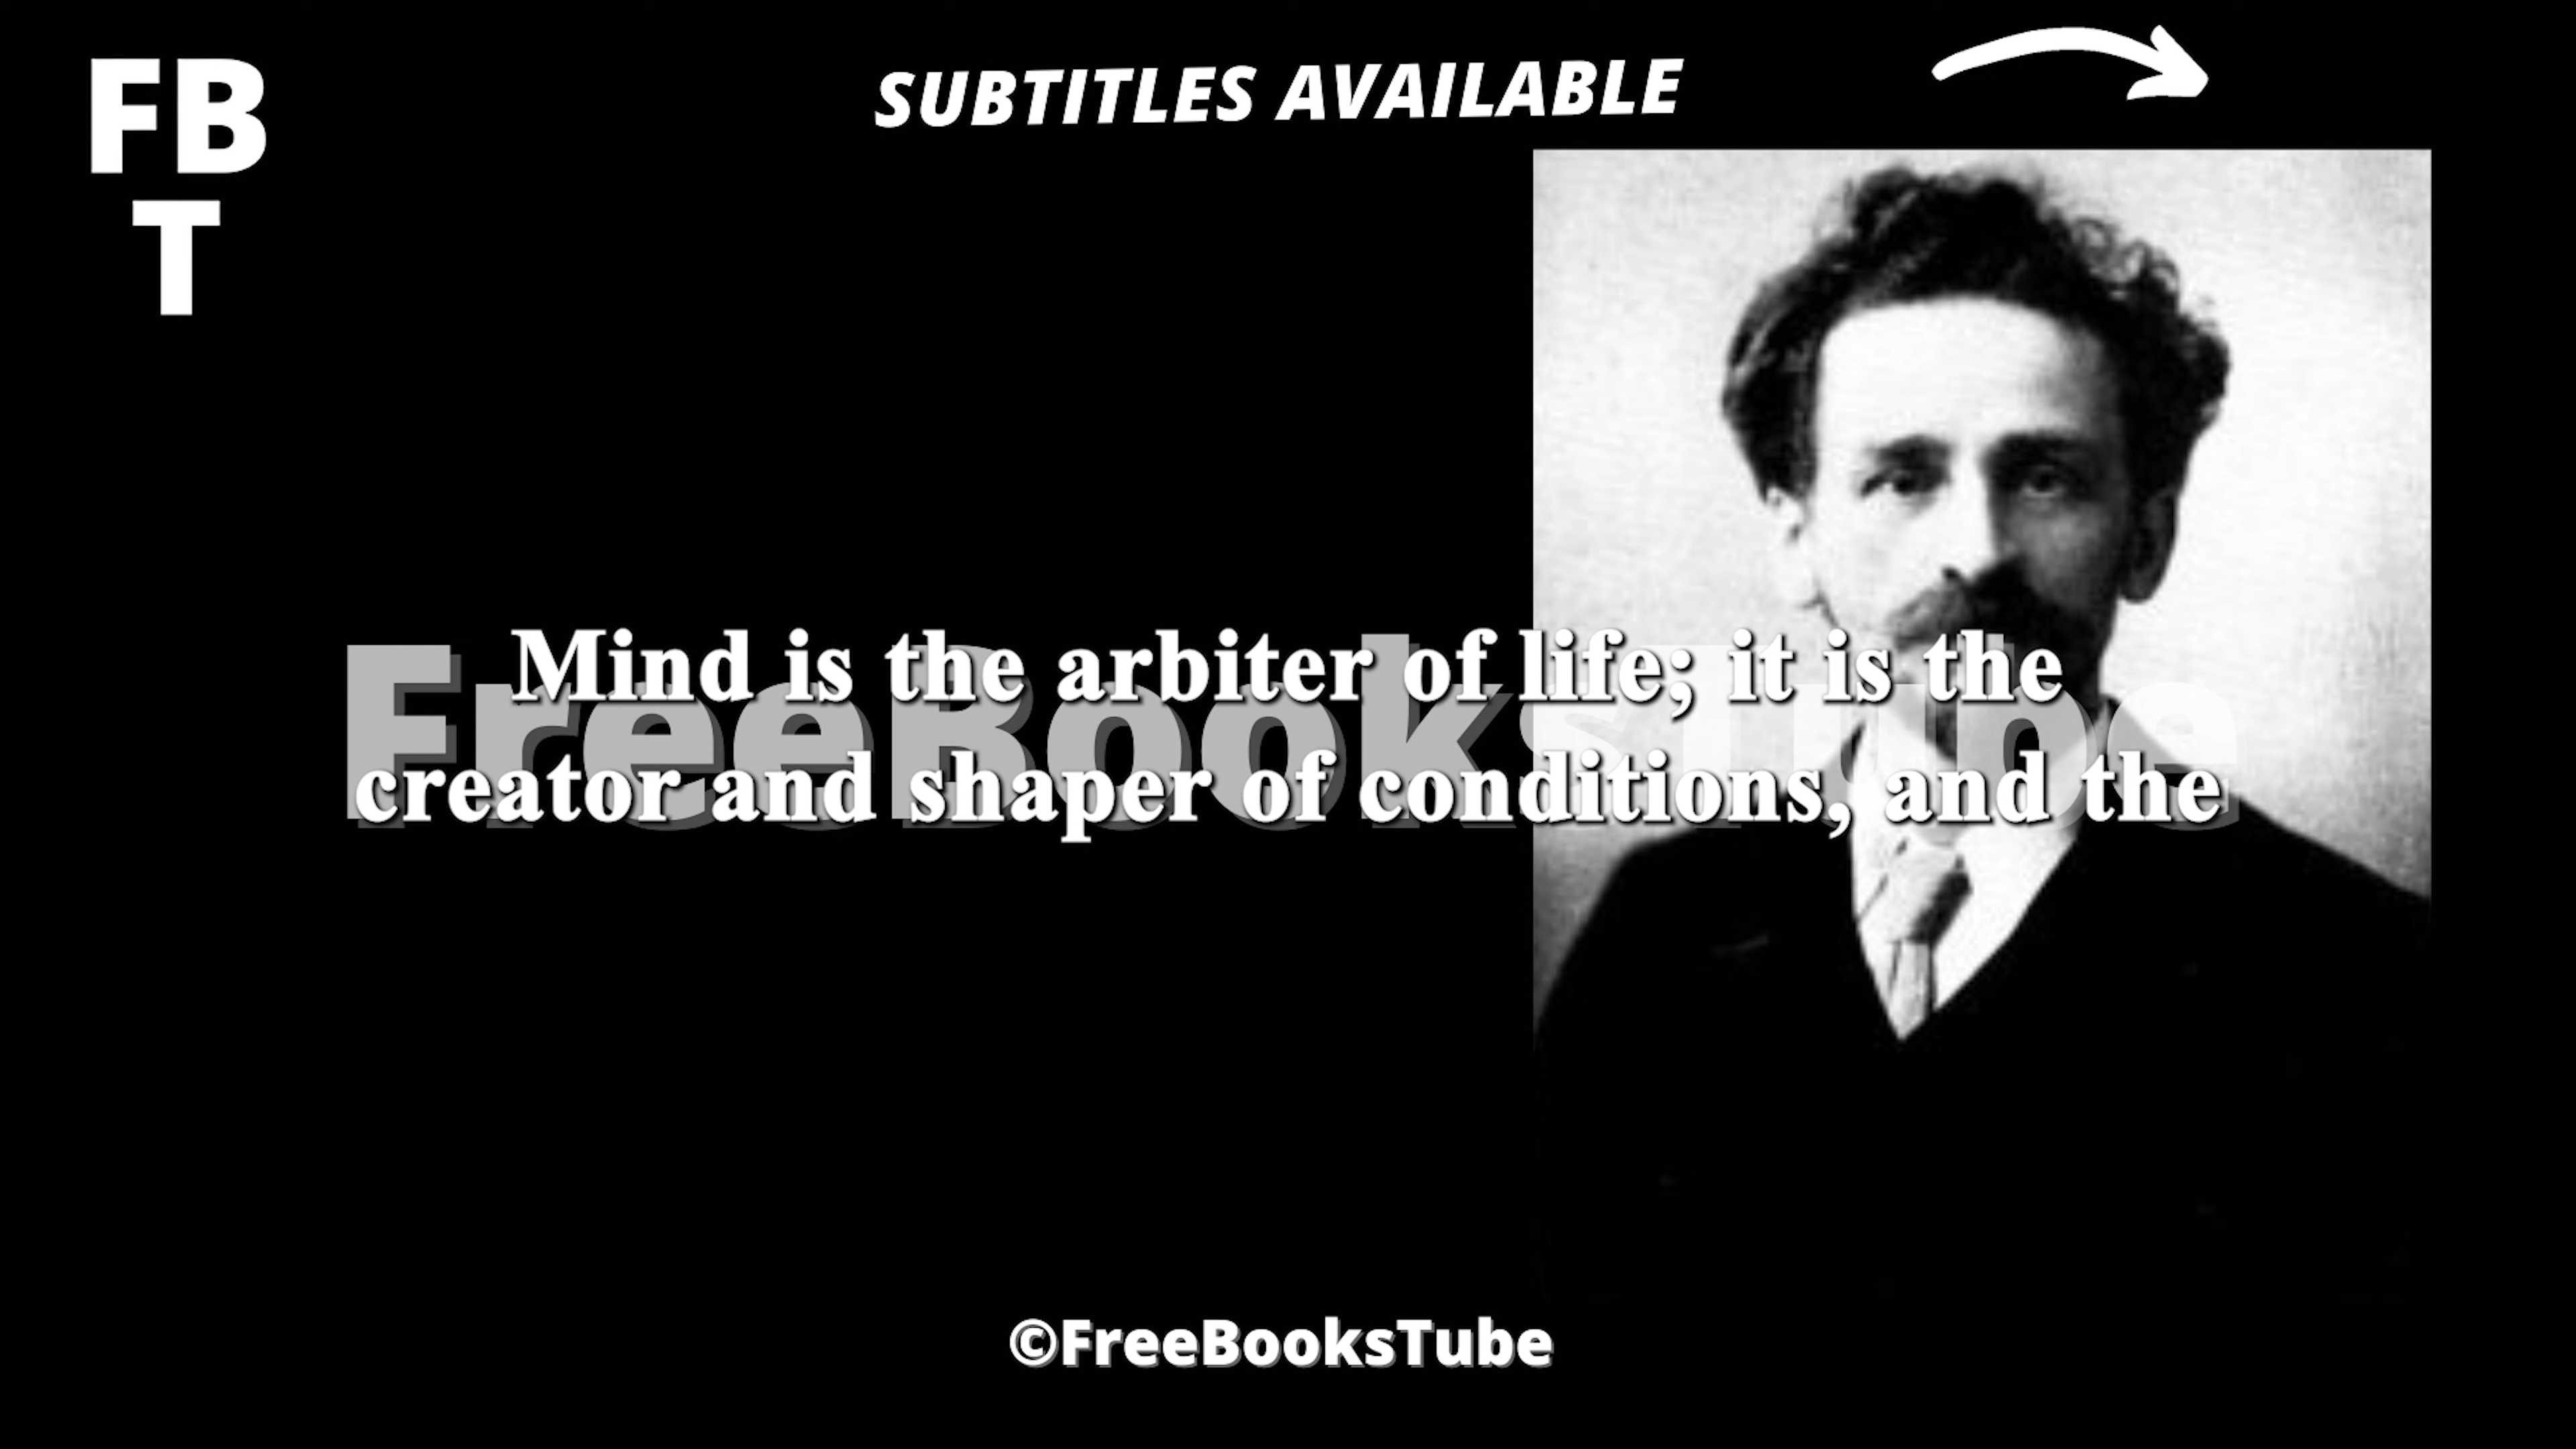 FB
T
SUBTITLES AVAILABLE
FreeBooksTube
Mind is the arbiter of life; it is the
creator and shaper of conditions, and the
©FreeBooksTube